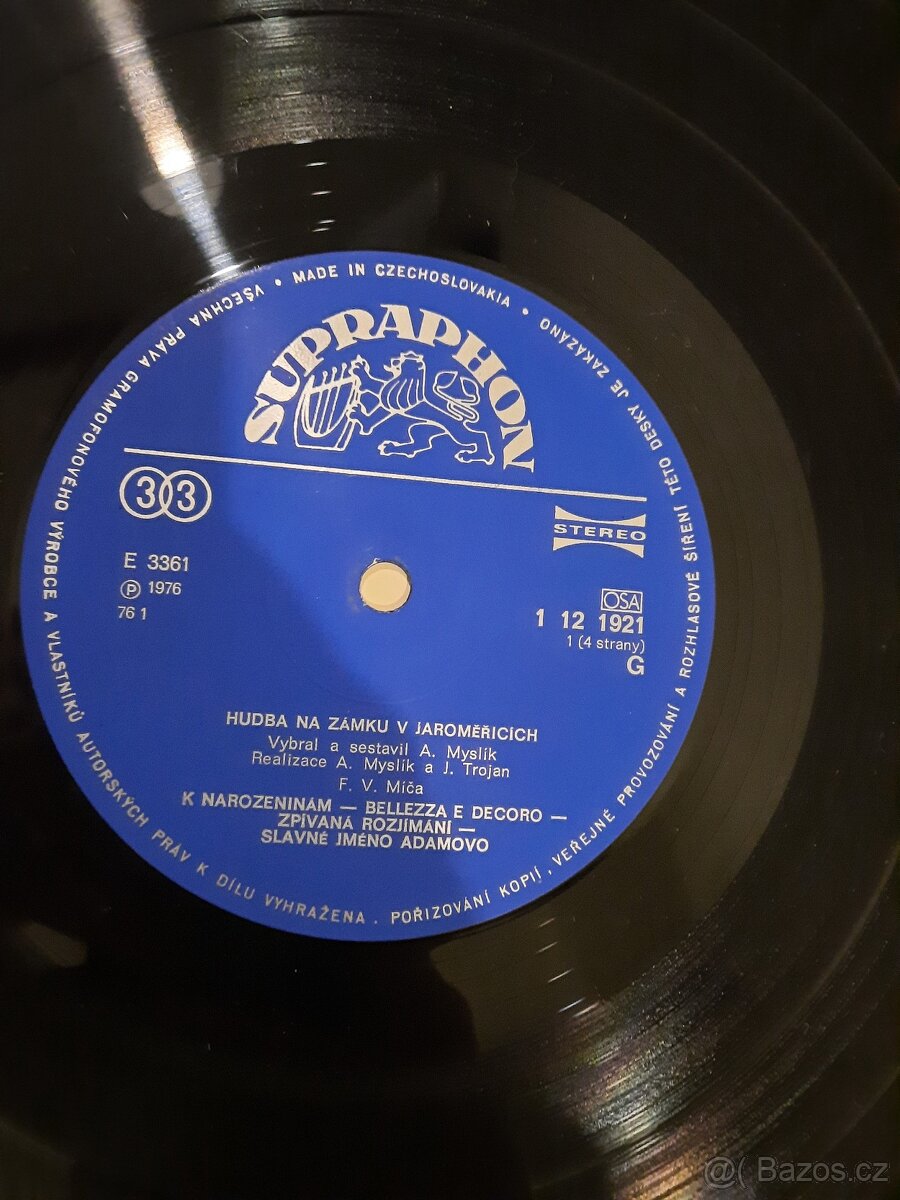 • MADE IN CZECHOSLOVAKIA •
SUPRAPHON
33
STEREO
E 3361
Ⓟ 1976
76 1
OSA
1 12 1921
1 (4 strany)
G
HUDBA NA ZÁMKU V JAROMĚŘICÍCH
Vybral a sestavil A. Myslík
Realizace A. Myslík a J. Trojan
F. V. Míča
K NAROZENINÁM — BELLEZZA E DECORO —
ZPÍVANÁ ROZJÍMÁNÍ —
SLAVNÉ JMÉNO ADAMOVO
VŠECHNA PRÁVA GRAMOFONOVÉHO VÝROBCE A VLASTNÍKŮ AUTORSKÝCH PRÁV K DÍLU VYHRAŽENA . POŘIZOVÁNÍ KOPIÍ, VEŘEJNÉ PROVOZOVÁNÍ A ROZHLASOVÉ ŠÍŘENÍ TÉTO DESKY JE ZAKÁZÁNO
@( Bazos.cz